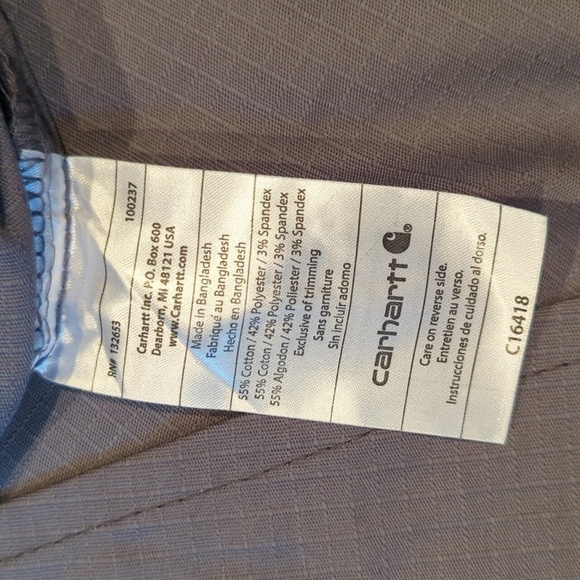 RN# 132653 100237
Carhartt Inc. P.O. Box 600
Dearborn, MI 48121 USA
www.Carhartt.com
Made in Bangladesh
Fabriqué au Bangladesh
Hecho en Bangladesh
55% Cotton / 42% Polyester / 3% Spandex
55% Coton / 42% Polyester / 3% Spandex
55% Algodon / 42% Poliester / 3% Spandex
Exclusive of trimming
Sans garniture
Sin incluir adorno
carhartt ®
Care on reverse side.
Entretien au verso.
Instrucciones de cuidado al dorso.
C16418